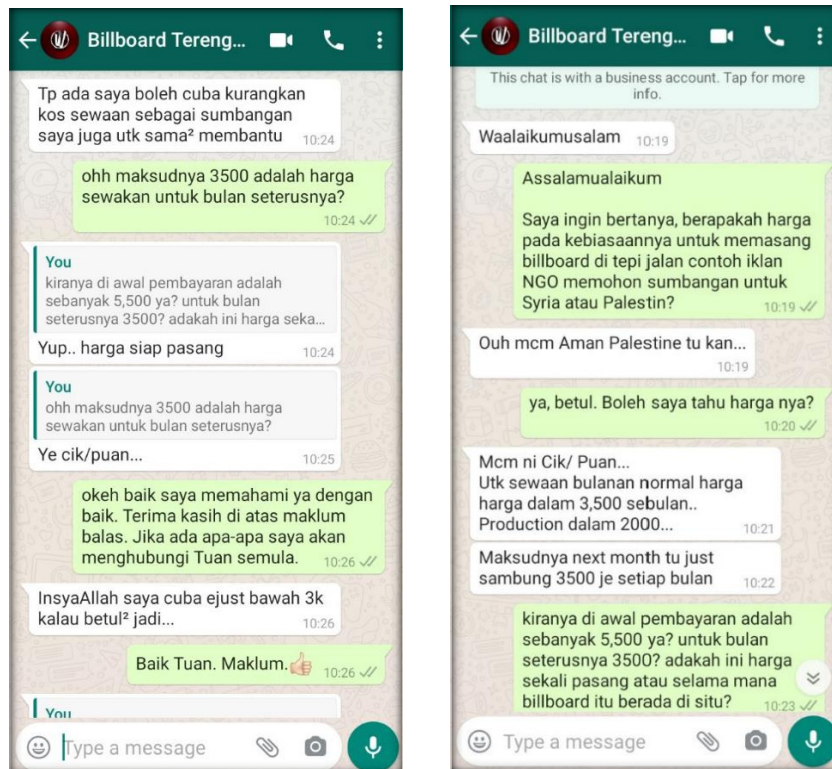 Billboard Tereng...
Tp ada saya boleh cuba kurangkan
kos sewaan sebagai sumbangan
saya juga utk sama² membantu 10:24
ohh maksudnya 3500 adalah harga
sewakan untuk bulan seterusnya?
10:24
You
kiranya di awal pembayaran adalah
sebanyak 5,500 ya? untuk bulan
seterusnya 3500? adakah ini harga seka...
Yup.. harga siap pasang 10:24
You
ohh maksudnya 3500 adalah harga
sewakan untuk bulan seterusnya?
Ye cik/puan... 10:25
okeh baik saya memahami ya dengan
baik. Terima kasih di atas maklum
balas. Jika ada apa-apa saya akan
menghubungi Tuan semula. 10:26
InsyaAllah saya cuba ejust bawah 3k
kalau betul² jadi... 10:26
Baik Tuan. Maklum.👍 10:26
You
Type a message
Billboard Tereng...
This chat is with a business account. Tap for more
info.
Waalaikumusalam 10:19
Assalamualaikum
Saya ingin bertanya, berapakah harga
pada kebiasaannya untuk memasang
billboard di tepi jalan contoh iklan
NGO memohon sumbangan untuk
Syria atau Palestin? 10:19
Ouh mcm Aman Palestine tu kan...
10:19
ya, betul. Boleh saya tahu harga nya?
10:20
Mcm ni Cik/ Puan...
Utk sewaan bulanan normal harga
harga dalam 3,500 sebulan..
Production dalam 2000... 10:21
Maksudnya next month tu just
sambung 3500 je setiap bulan 10:22
kiranya di awal pembayaran adalah
sebanyak 5,500 ya? untuk bulan
seterusnya 3500? adakah ini harga
sekali pasang atau selama mana
billboard itu berada di situ? 10:23
Type a message